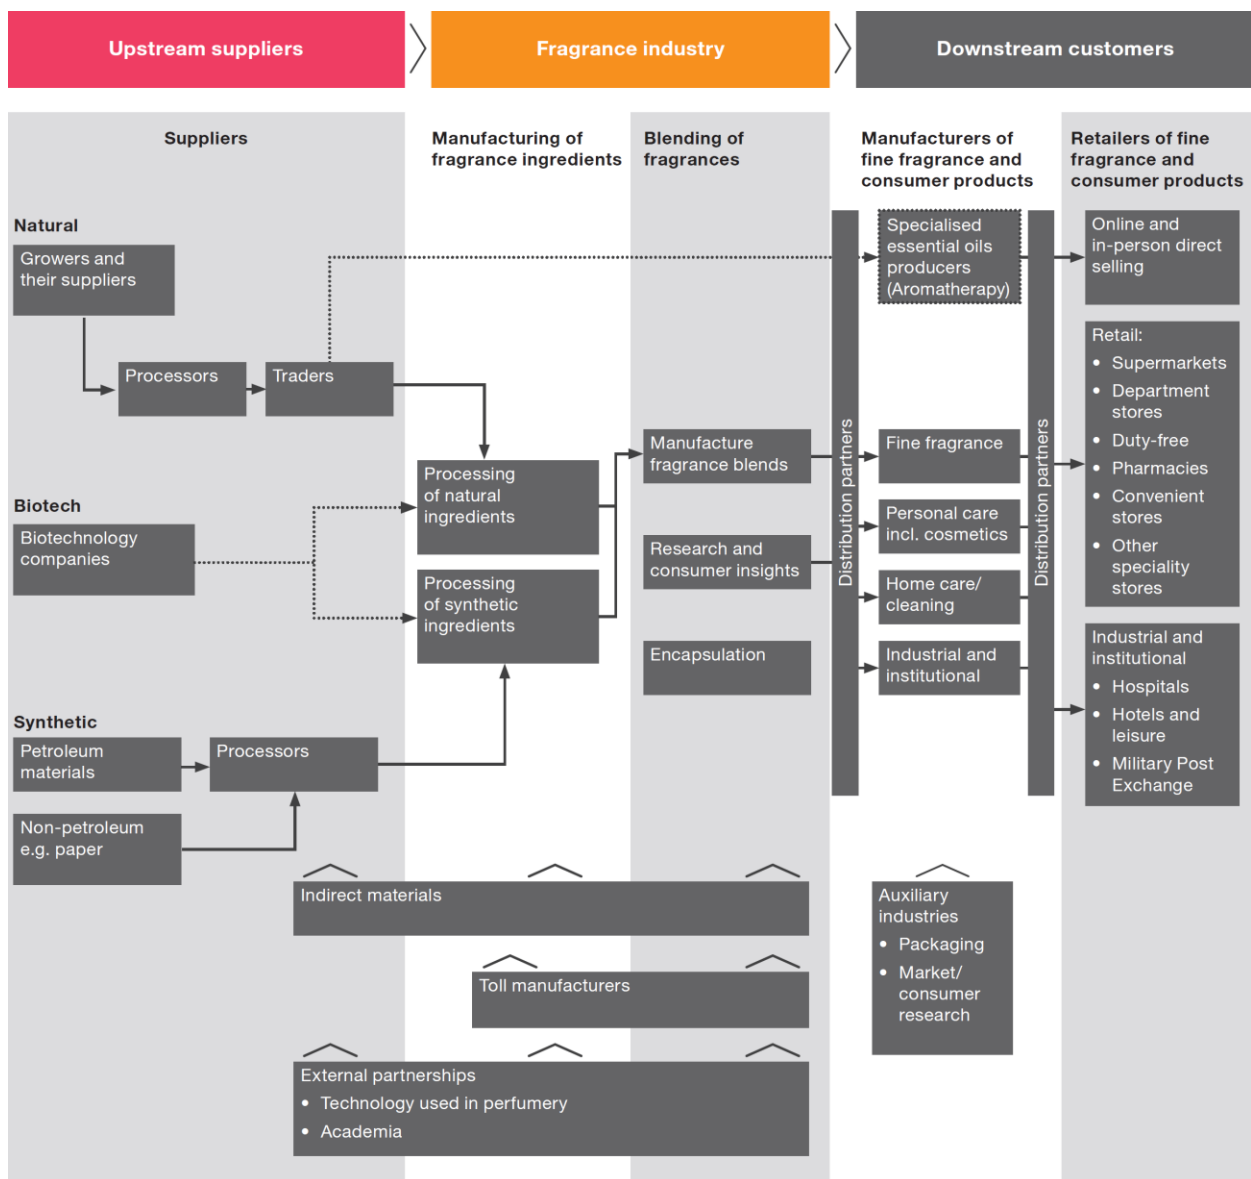 Upstream suppliers
Fragrance industry
Downstream customers
Suppliers
Manufacturing of
fragrance ingredients
Blending of
fragrances
Manufacturers of
fine fragrance and
consumer products
Retailers of fine
fragrance and
consumer products
Natural
Growers and
their suppliers
Processors
Traders
Biotech
Biotechnology
companies
Synthetic
Petroleum
materials
Processors
Non-petroleum
e.g. paper
Processing
of natural
ingredients
Processing
of synthetic
ingredients
Manufacture
fragrance blends
Research and
consumer insights
Encapsulation
Distribution partners
Specialised
essential oils
producers
(Aromatherapy)
Fine fragrance
Personal care
incl. cosmetics
Home care/
cleaning
Industrial and
institutional
Distribution partners
Online and
in-person direct
selling
Retail:
• Supermarkets
• Department
stores
• Duty-free
• Pharmacies
• Convenient
stores
• Other
speciality
stores
Industrial and
institutional
• Hospitals
• Hotels and
leisure
• Military Post
Exchange
Indirect materials
Toll manufacturers
External partnerships
• Technology used in perfumery
• Academia
Auxiliary
industries
• Packaging
• Market/
consumer
research